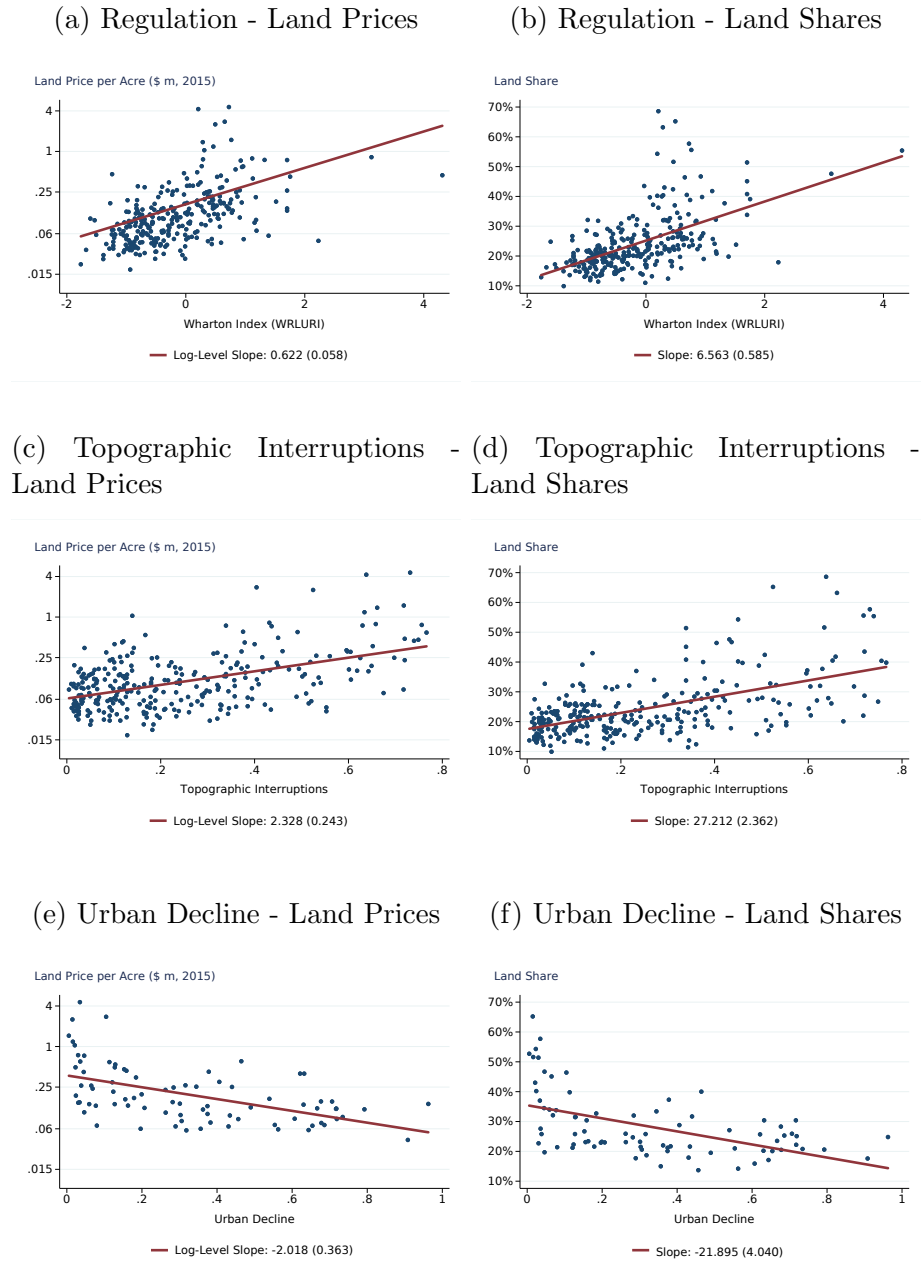 (a) Regulation - Land Prices
(b) Regulation - Land Shares
Land Price per Acre ($ m, 2015)
4
1
.25
.06
.015
-2
0
2
4
Wharton Index (WRLURI)
Log-Level Slope: 0.622 (0.058)
Land Share
70%
60%
50%
40%
30%
20%
10%
-2
0
2
4
Wharton Index (WRLURI)
Slope: 6.563 (0.585)
(c) Topographic Interruptions -
Land Prices
(d) Topographic Interruptions -
Land Shares
Land Price per Acre ($ m, 2015)
4
1
.25
.06
.015
0
.2
.4
.6
.8
Topographic Interruptions
Log-Level Slope: 2.328 (0.243)
Land Share
70%
60%
50%
40%
30%
20%
10%
0
.2
.4
.6
.8
Topographic Interruptions
Slope: 27.212 (2.362)
(e) Urban Decline - Land Prices
(f) Urban Decline - Land Shares
Land Price per Acre ($ m, 2015)
4
1
.25
.06
.015
0
.2
.4
.6
.8
1
Urban Decline
Log-Level Slope: -2.018 (0.363)
Land Share
70%
60%
50%
40%
30%
20%
10%
0
.2
.4
.6
.8
1
Urban Decline
Slope: -21.895 (4.040)